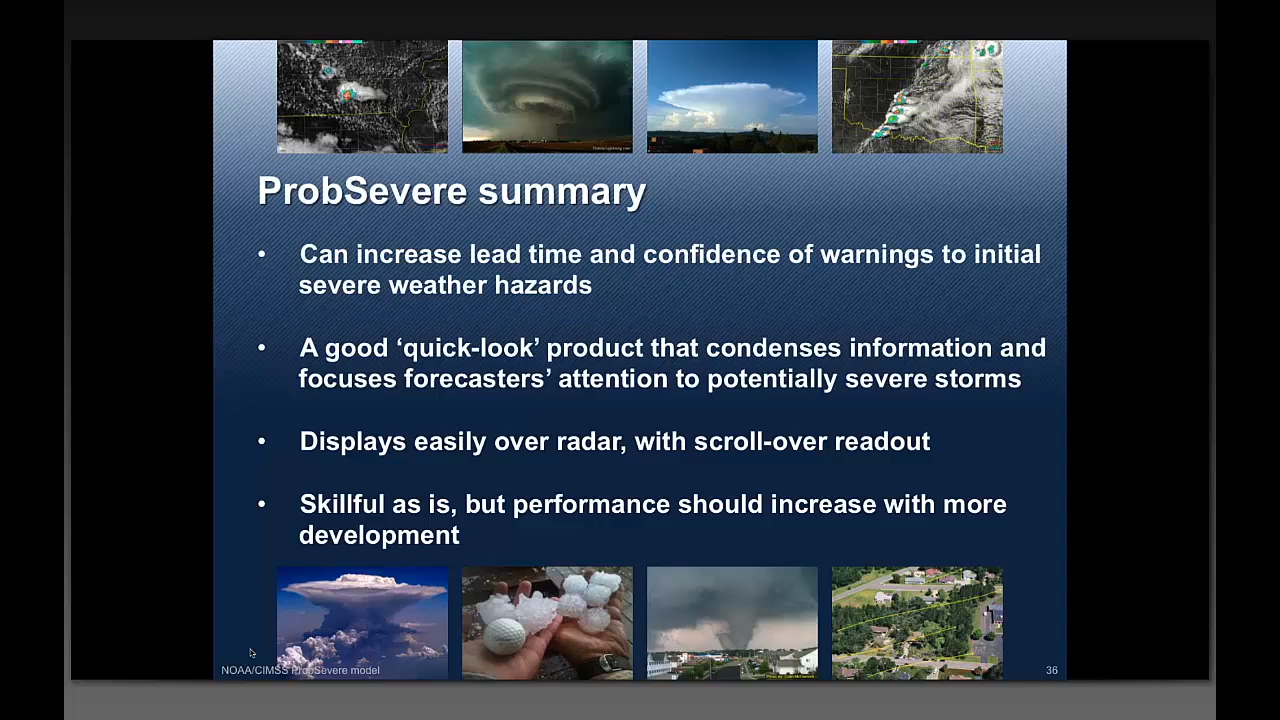 ProbSevere summary
• Can increase lead time and confidence of warnings to initial
severe weather hazards
• A good ‘quick-look’ product that condenses information and
focuses forecasters’ attention to potentially severe storms
• Displays easily over radar, with scroll-over readout
• Skillful as is, but performance should increase with more
development
NOAA/CIMSS ProbSevere model
36